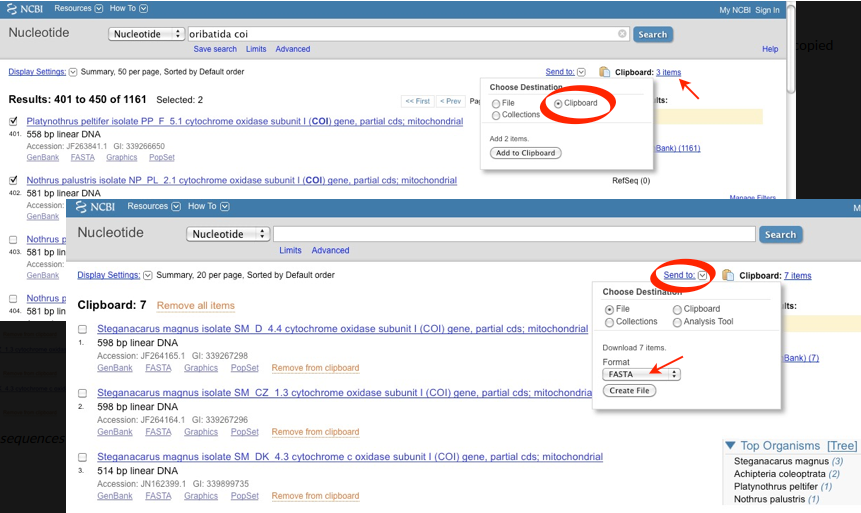 NCBI Resources How To My NCBI Sign In
Nucleotide Nucleotide oribatida coi Search
Save search Limits Advanced Help
copied
Display Settings: Summary, 50 per page, Sorted by Default order Send to: Clipboard: 3 items
Results: 401 to 450 of 1161 Selected: 2 << First < Prev
Choose Destination
File Clipboard
Collections
Add 2 items.
Add to Clipboard
Platynothrus peltifer isolate PP_F_5.1 cytochrome oxidase subunit I (COI) gene, partial cds; mitochondrial
401. 558 bp linear DNA
Accession: JF263841.1 GI: 339266650
GenBank FASTA Graphics PopSet
Bank) (1161)
Nothrus palustris isolate NP_PL_2.1 cytochrome oxidase subunit I (COI) gene, partial cds; mitochondrial
RefSeq (0)
402. 581 bp linear DNA
Accession:
GenBank
Manage Filters
403. 581 bp lin
Accession:
GenBank
404. 581 bp lin
sequences
NCBI Resources How To
Nucleotide Nucleotide Search
Limits Advanced
Display Settings: Summary, 20 per page, Sorted by Default order Send to: Clipboard: 7 items
Clipboard: 7 Remove all items
Choose Destination
File Clipboard
Collections Analysis Tool
Download 7 items.
Format
FASTA
Create File
Bank) (7)
Steganacarus magnus isolate SM_D_4.4 cytochrome oxidase subunit I (COI) gene, partial cds; mitochondrial
1. 598 bp linear DNA
Accession: JF264165.1 GI: 339267298
GenBank FASTA Graphics PopSet Remove from clipboard
Steganacarus magnus isolate SM_CZ_1.3 cytochrome oxidase subunit I (COI) gene, partial cds; mitochondria
2. 598 bp linear DNA
Accession: JF264164.1 GI: 339267296
GenBank FASTA Graphics PopSet Remove from clipboard
Steganacarus magnus isolate SM_DK_4.3 cytochrome c oxidase subunit I (COI) gene, partial cds; mitochondrial
3. 514 bp linear DNA
Accession: JN162399.1 GI: 339899735
GenBank FASTA Graphics PopSet Remove from clipboard
Top Organisms [Tree]
Steganacarus magnus (3)
Achipteria coleoptrata (2)
Platynothrus peltifer (1)
Nothrus palustris (1)